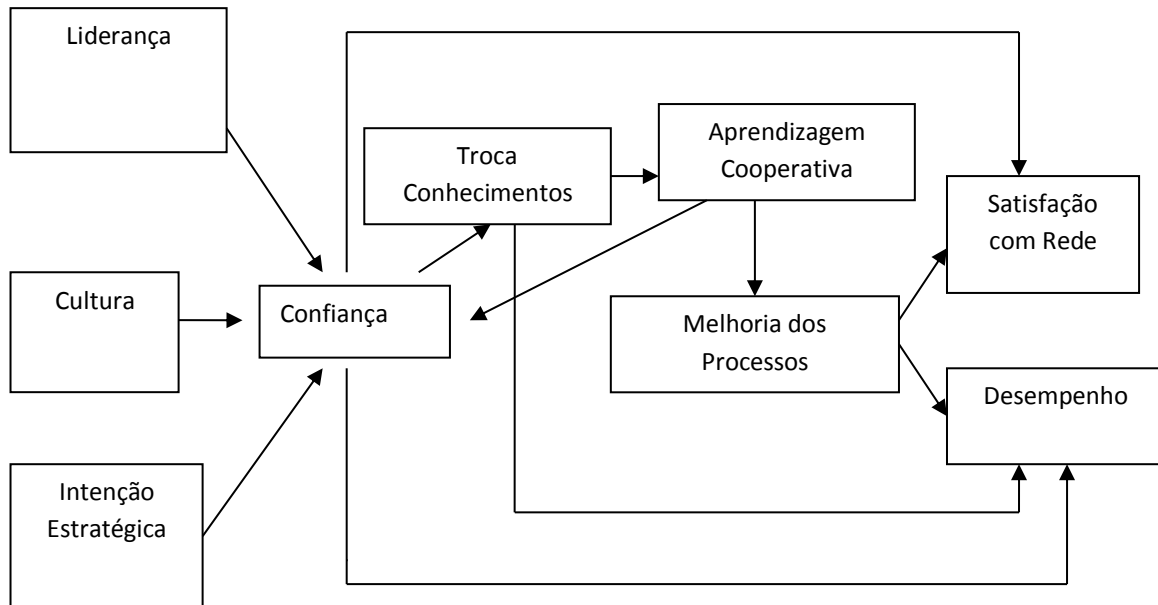 Liderança
Troca
Conhecimentos
Aprendizagem
Cooperativa
Satisfação
com Rede
Cultura
Confiança
Melhoria dos
Processos
Desempenho
Intenção
Estratégica